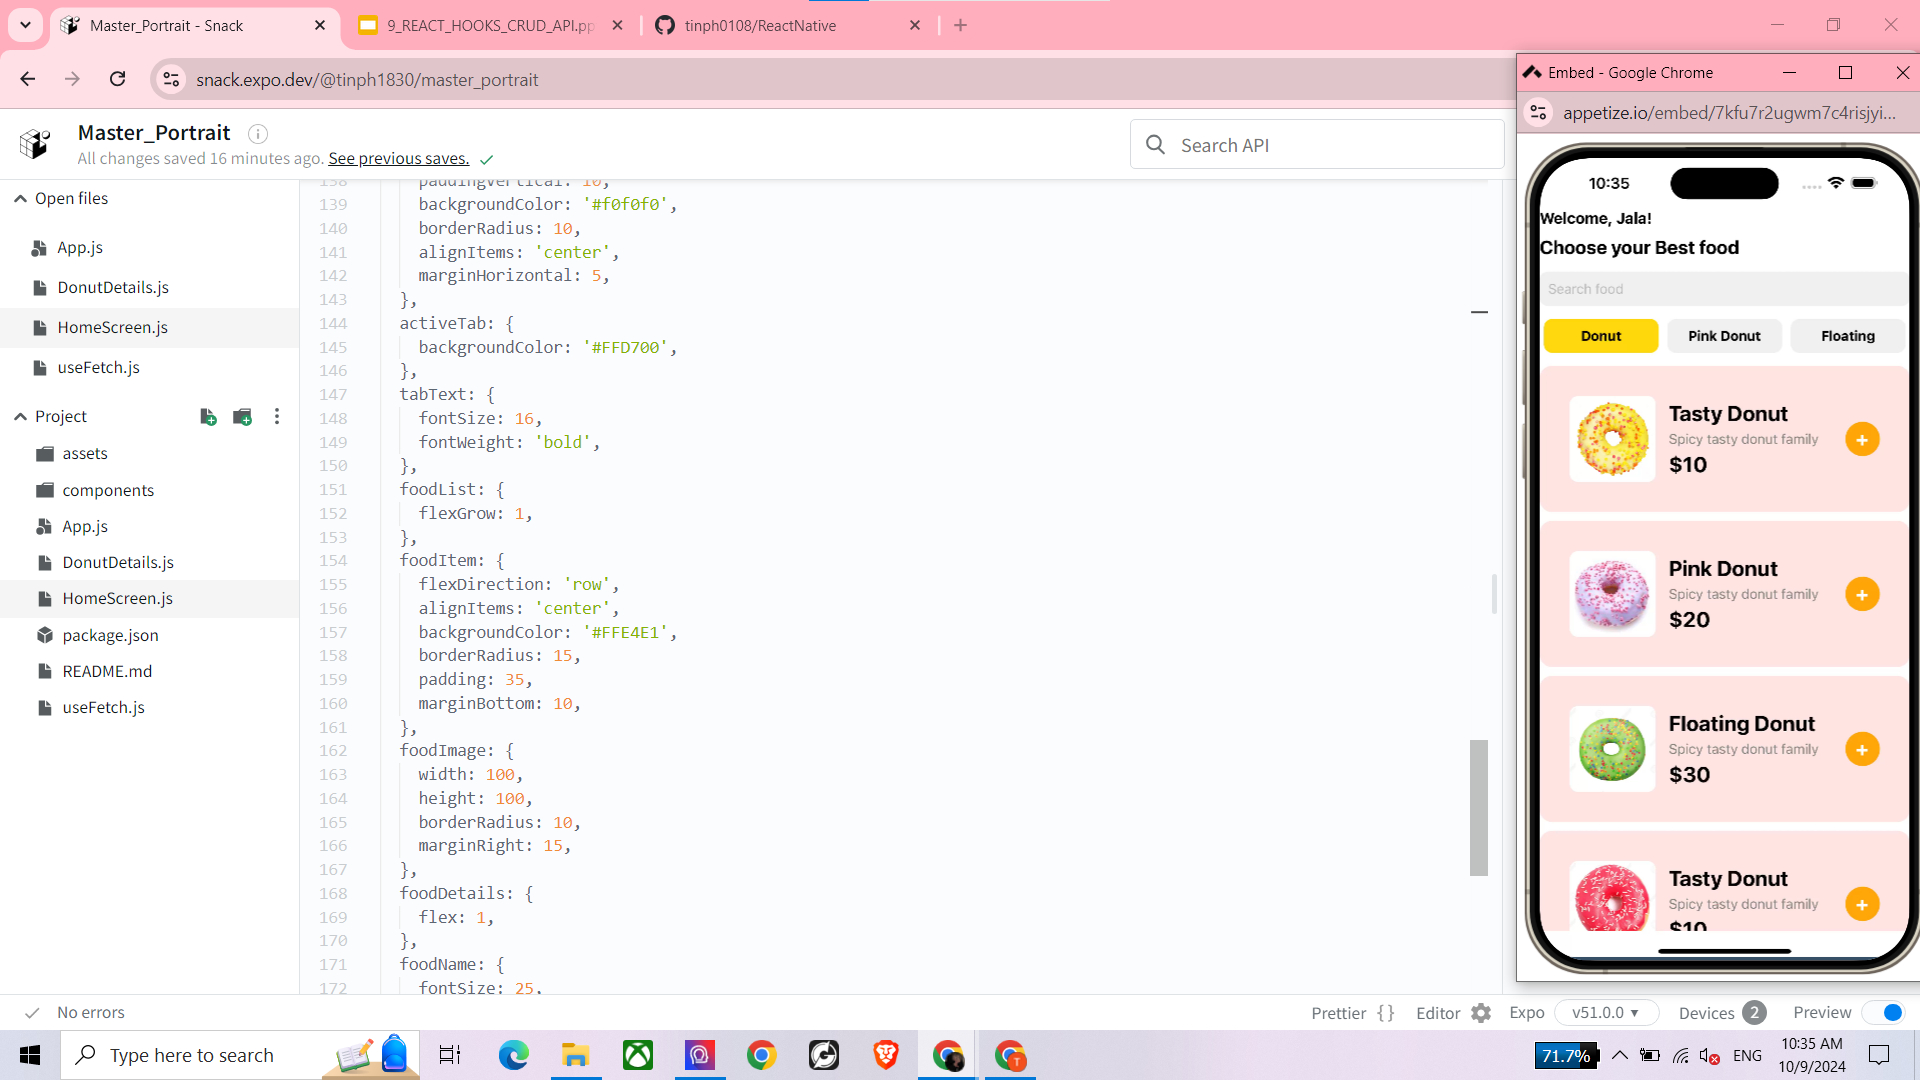 Master_Portrait - Snack
9_REACT_HOOKS_CRUD_API.pp
tinph0108/ReactNative
snack.expo.dev/@tinph1830/master_portrait
Master_Portrait
All changes saved 16 minutes ago. See previous saves.
Search API
Open files
App.js
DonutDetails.js
HomeScreen.js
useFetch.js
Project
assets
components
App.js
DonutDetails.js
HomeScreen.js
package.json
README.md
useFetch.js
138 paddingVertical: 10,
139 backgroundColor: '#f0f0f0',
140 borderRadius: 10,
141 alignItems: 'center',
142 marginHorizontal: 5,
143 },
144 activeTab: {
145 backgroundColor: '#FFD700',
146 },
147 tabText: {
148 fontSize: 16,
149 fontWeight: 'bold',
150 },
151 foodList: {
152 flexGrow: 1,
153 },
154 foodItem: {
155 flexDirection: 'row',
156 alignItems: 'center',
157 backgroundColor: '#FFE4E1',
158 borderRadius: 15,
159 padding: 35,
160 marginBottom: 10,
161 },
162 foodImage: {
163 width: 100,
164 height: 100,
165 borderRadius: 10,
166 marginRight: 15,
167 },
168 foodDetails: {
169 flex: 1,
170 },
171 foodName: {
172 fontSize: 25,
Embed - Google Chrome
appetize.io/embed/7kfu7r2ugwm7c4risjyi...
10:35
Welcome, Jala!
Choose your Best food
Search food
Donut Pink Donut Floating
Tasty Donut
Spicy tasty donut family
$10
+
Pink Donut
Spicy tasty donut family
$20
+
Floating Donut
Spicy tasty donut family
$30
+
Tasty Donut
Spicy tasty donut family
$10
+
No errors
Prettier {} Editor Expo v51.0.0 Devices 2 Preview
Type here to search
71.7% ENG
10:35 AM
10/9/2024